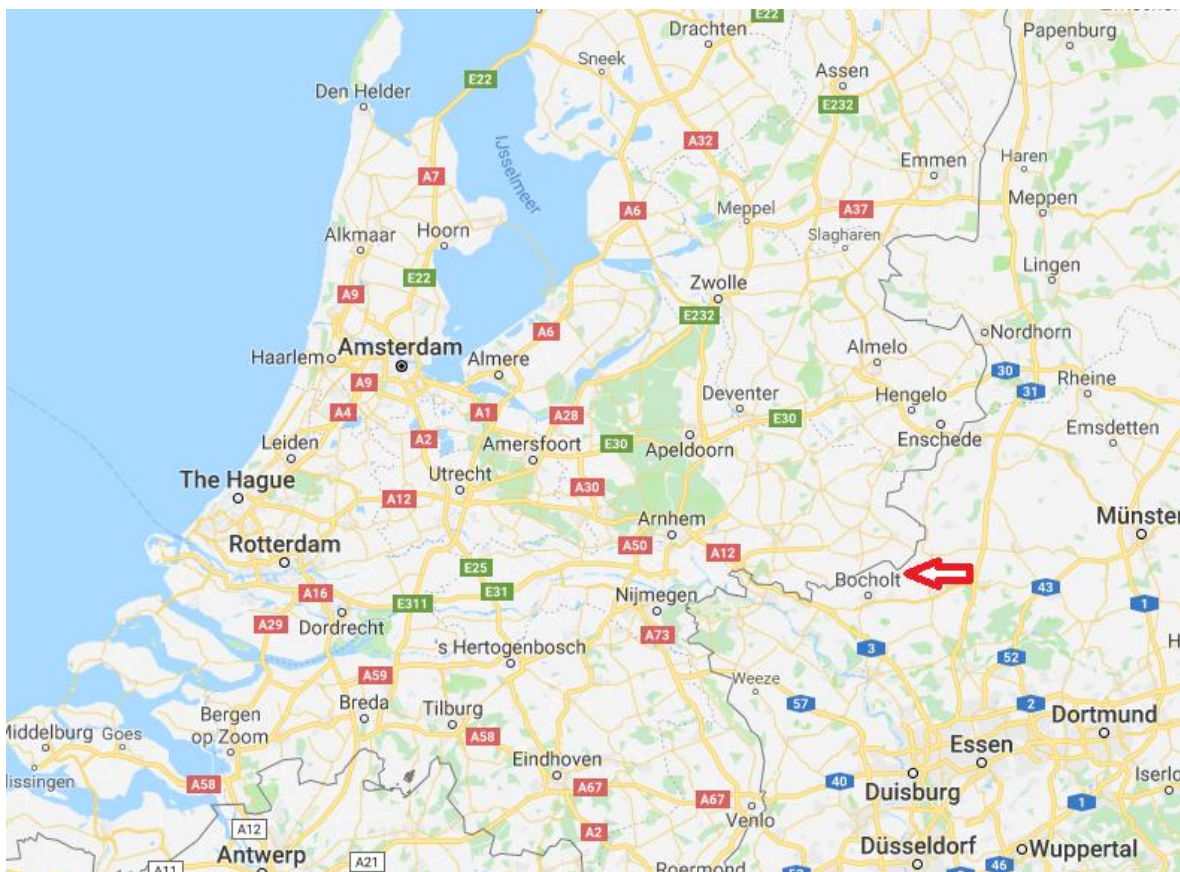 E22
Drachten
Papenburg
Sneek
Assen
E22
Den Helder
E232
A32
IJsselmeer
Emmen
Haren
A7
Meppen
A6
Meppel
A37
Alkmaar
Hoorn
Slagharen
Lingen
E22
Zwolle
A9
E232
A6
Nordhorn
Amsterdam
Haarlem
Almere
Almelo
30
Rheine
A9
31
Deventer
Hengelo
A4
A1
A28
E30
Emsdetten
A2
Leiden
Amersfoort
E30
Enschede
Apeldoorn
The Hague
Utrecht
A30
A12
Arnhem
Münster
Rotterdam
A50
A12
E25
Bocholt
A16
E31
43
Nijmegen
E311
1
A29
Dordrecht
A73
's Hertogenbosch
3
52
A59
Weeze
Breda
57
2
Bergen
op Zoom
Tilburg
Dortmund
Middelburg
Goes
A58
Essen
Eindhoven
lissingen
A58
A67
40
Iserlo
A67
Duisburg
1
Venlo
A12
A2
Düsseldorf
Wuppertal
Antwerp
A21
46
Roermond
A11